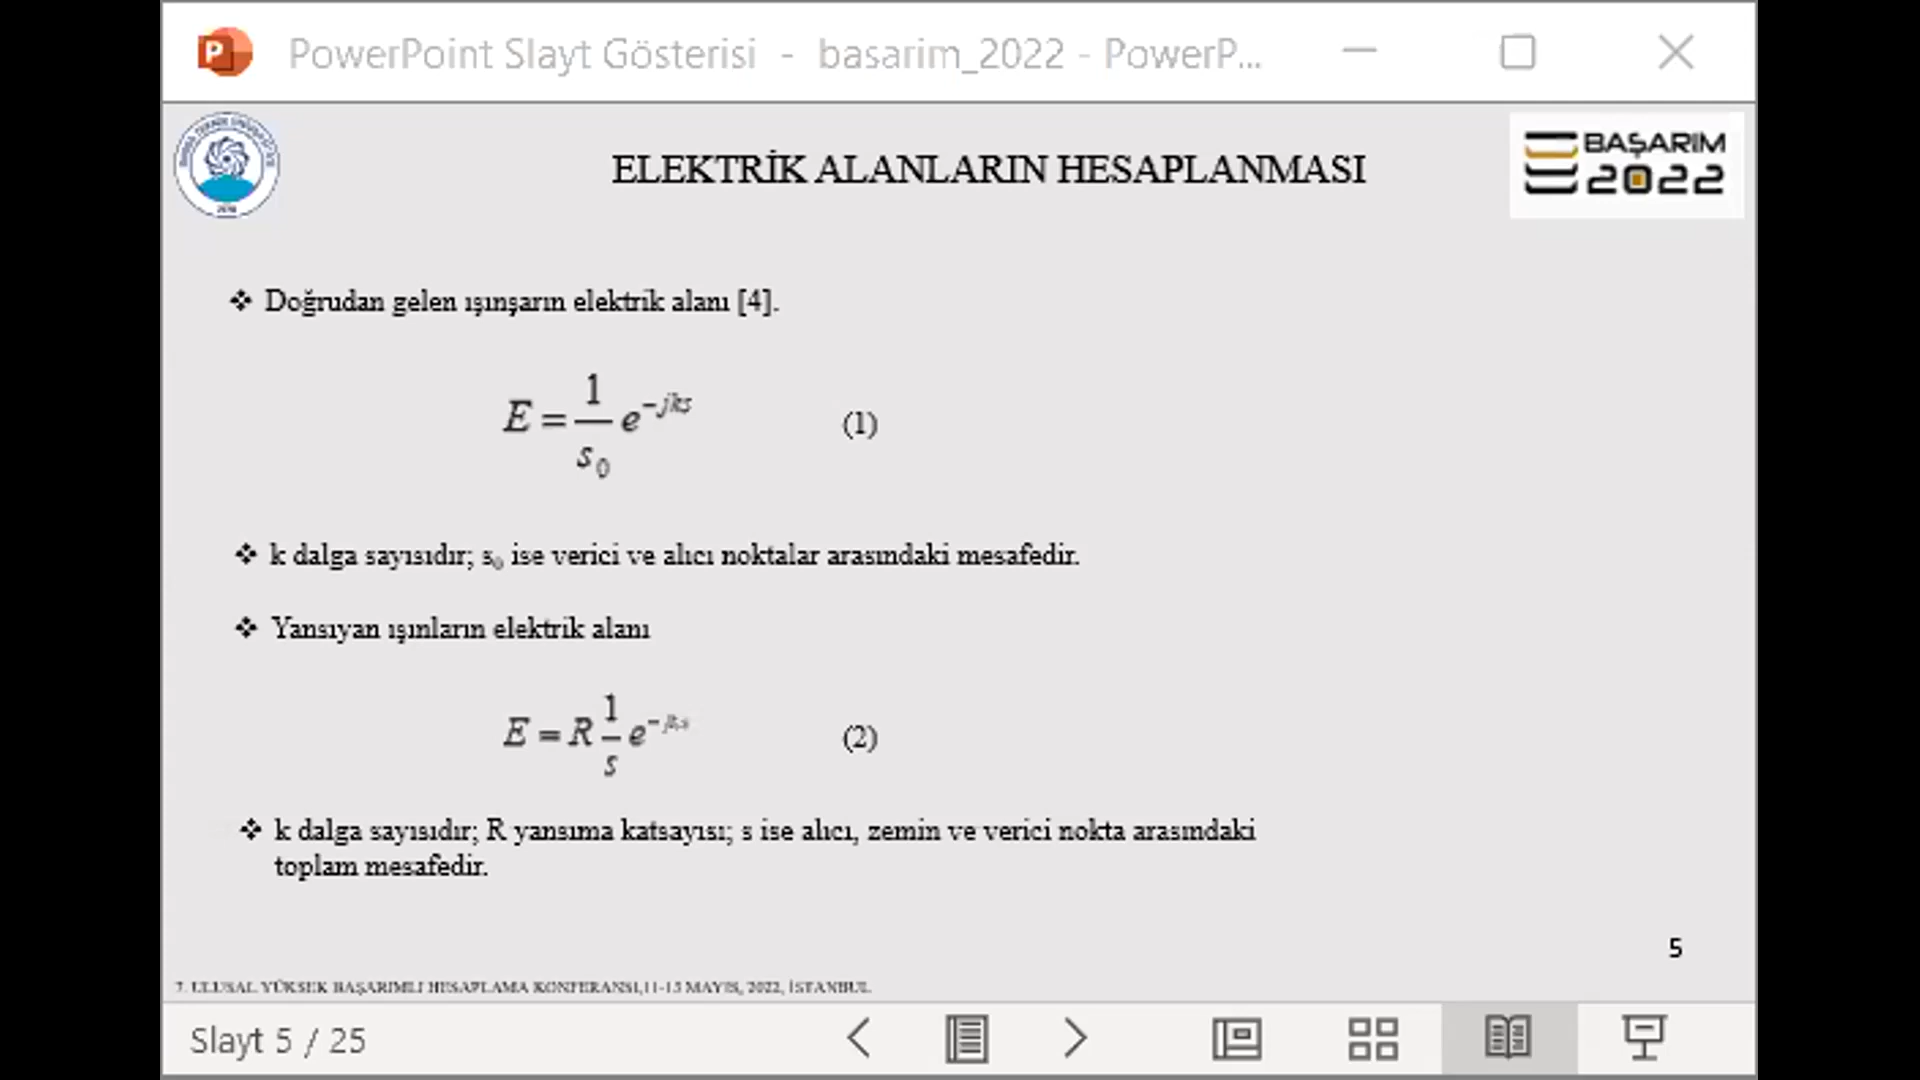 PowerPoint Slayt Gösterisi - basarim_2022 - PowerP...
ELEKTRİK ALANLARIN HESAPLANMASI
BAŞARIM
2022
❖ Doğrudan gelen ışınşarın elektrik alanı [4].
E = 1/s₀ e^(-jks) (1)
❖ k dalga sayısıdır; s₀ ise verici ve alıcı noktalar arasındaki mesafedir.
❖ Yansıyan ışınların elektrik alanı
E = R 1/s e^(-jks) (2)
❖ k dalga sayısıdır; R yansıma katsayısı; s ise alıcı, zemin ve verici nokta arasındaki
toplam mesafedir.
5
7. ULUSAL YÜKSEK BAŞARIMLI HESAPLAMA KONFERANSI,11-13 MAYIS, 2022, İSTANBUL
Slayt 5 / 25